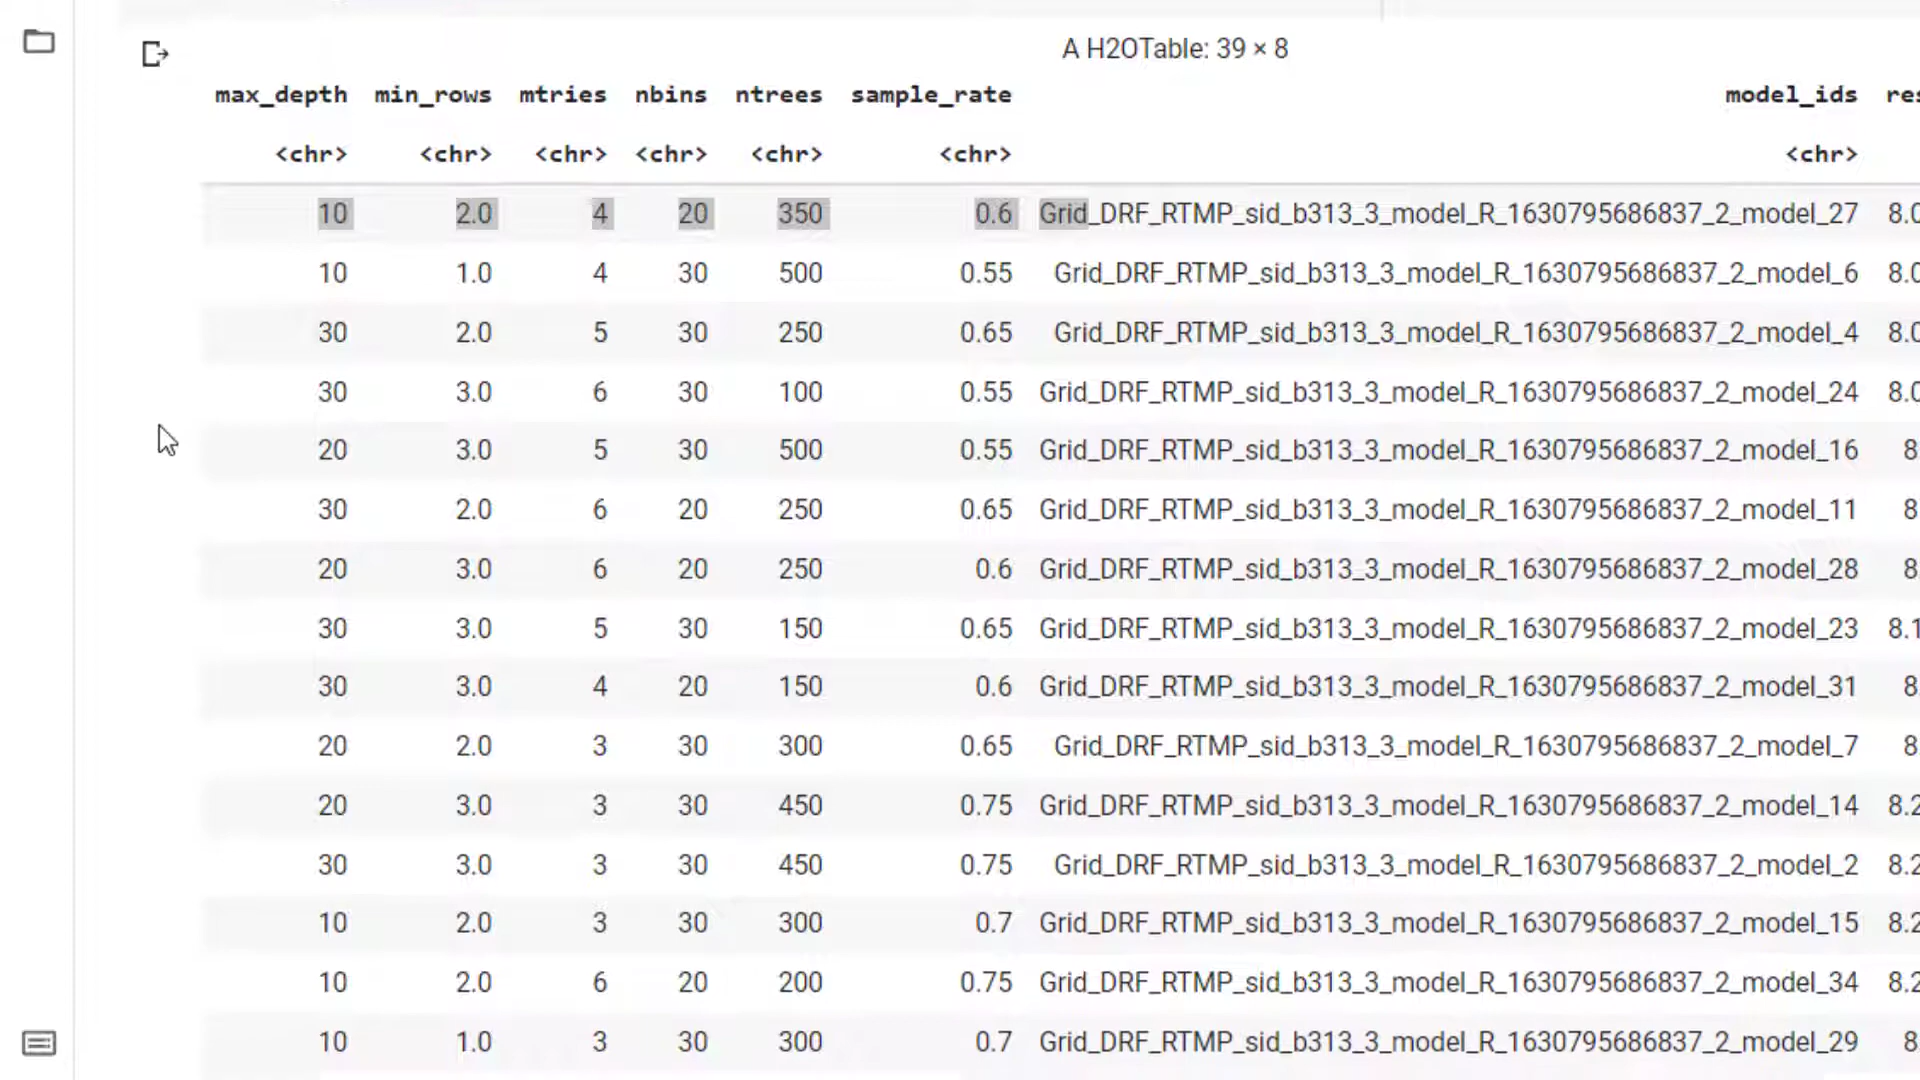 A H2OTable: 39 × 8
max_depth min_rows mtries nbins ntrees sample_rate model_ids
<chr> <chr> <chr> <chr> <chr> <chr> <chr>
10 2.0 4 20 350 0.6 Grid_DRF_RTMP_sid_b313_3_model_R_1630795686837_2_model_27 8.0
10 1.0 4 30 500 0.55 Grid_DRF_RTMP_sid_b313_3_model_R_1630795686837_2_model_6 8.0
30 2.0 5 30 250 0.65 Grid_DRF_RTMP_sid_b313_3_model_R_1630795686837_2_model_4 8.0
30 3.0 6 30 100 0.55 Grid_DRF_RTMP_sid_b313_3_model_R_1630795686837_2_model_24 8.0
20 3.0 5 30 500 0.55 Grid_DRF_RTMP_sid_b313_3_model_R_1630795686837_2_model_16 8
30 2.0 6 20 250 0.65 Grid_DRF_RTMP_sid_b313_3_model_R_1630795686837_2_model_11 8
20 3.0 6 20 250 0.6 Grid_DRF_RTMP_sid_b313_3_model_R_1630795686837_2_model_28 8
30 3.0 5 30 150 0.65 Grid_DRF_RTMP_sid_b313_3_model_R_1630795686837_2_model_23 8.1
30 3.0 4 20 150 0.6 Grid_DRF_RTMP_sid_b313_3_model_R_1630795686837_2_model_31 8
20 2.0 3 30 300 0.65 Grid_DRF_RTMP_sid_b313_3_model_R_1630795686837_2_model_7 8
20 3.0 3 30 450 0.75 Grid_DRF_RTMP_sid_b313_3_model_R_1630795686837_2_model_14 8.2
30 3.0 3 30 450 0.75 Grid_DRF_RTMP_sid_b313_3_model_R_1630795686837_2_model_2 8.2
10 2.0 3 30 300 0.7 Grid_DRF_RTMP_sid_b313_3_model_R_1630795686837_2_model_15 8.2
10 2.0 6 20 200 0.75 Grid_DRF_RTMP_sid_b313_3_model_R_1630795686837_2_model_34 8.2
10 1.0 3 30 300 0.7 Grid_DRF_RTMP_sid_b313_3_model_R_1630795686837_2_model_29 8